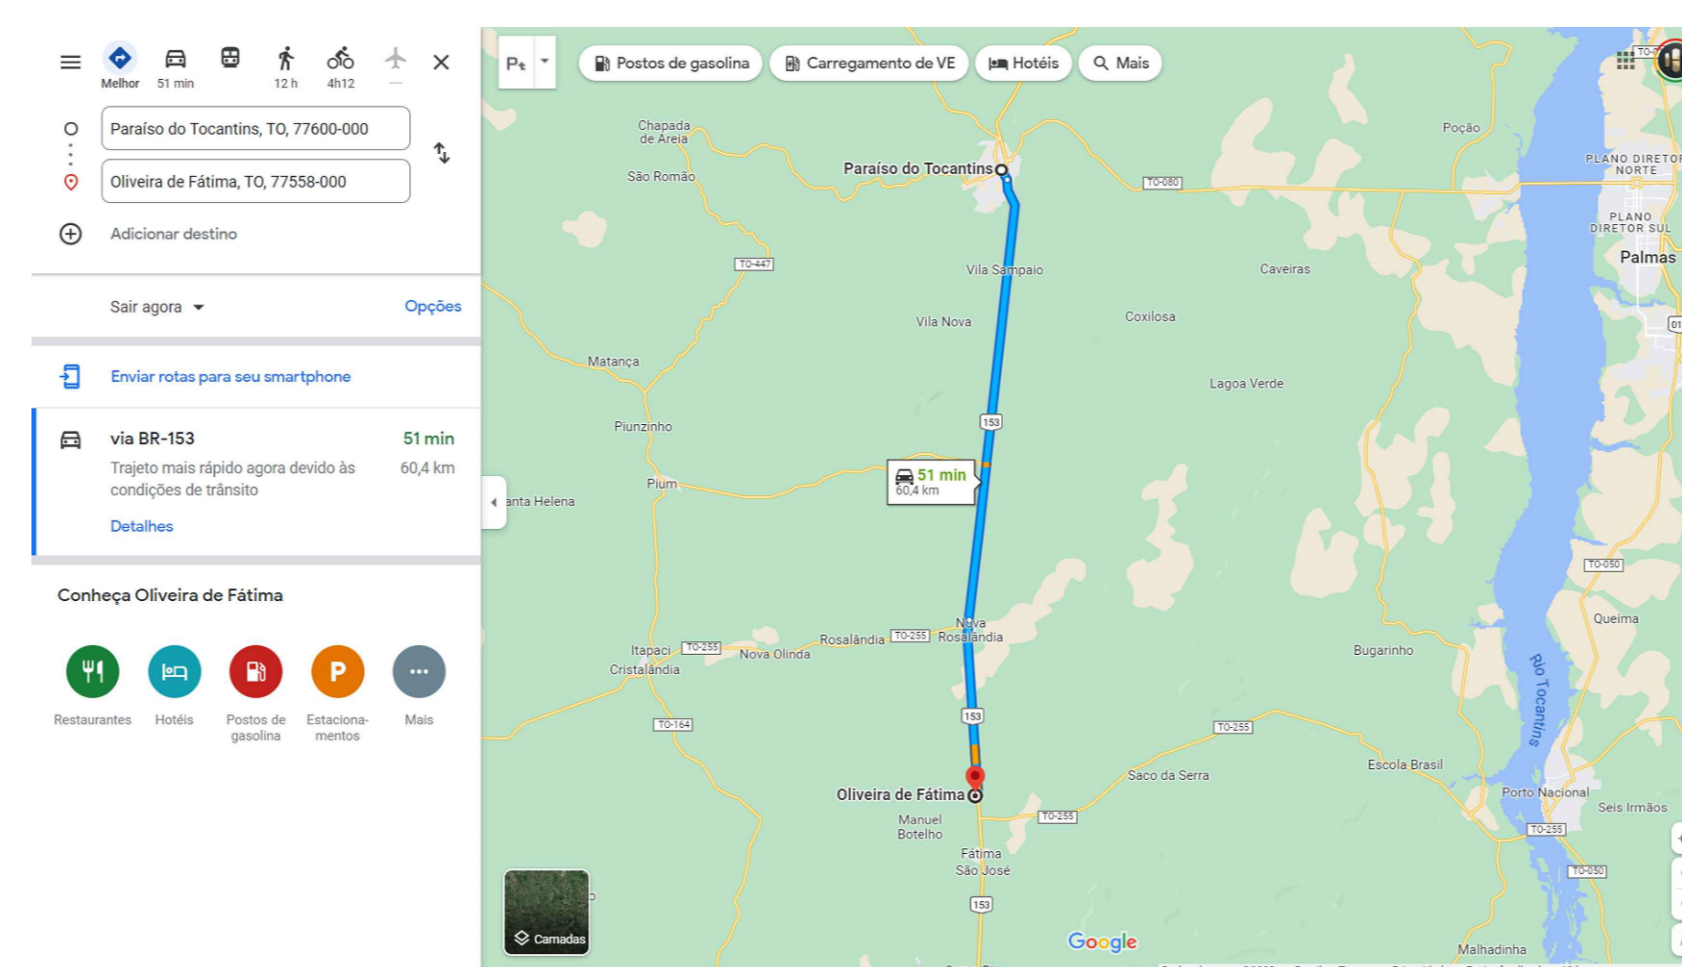 Melhor
51 min
12 h
4h12
Paraíso do Tocantins, TO, 77600-000
Oliveira de Fátima, TO, 77558-000
Adicionar destino
Sair agora
Opções
Enviar rotas para seu smartphone
via BR-153
51 min
Trajeto mais rápido agora devido às
60,4 km
condições de trânsito
Detalhes
Conheça Oliveira de Fátima
Restaurantes
Hotéis
Postos de
gasolina
Estaciona-
mentos
Mais
Postos de gasolina
Carregamento de VE
Hotéis
Mais
Chapada
de Areia
São Romão
Paraíso do Tocantins
TO-080
Poção
PLANO DIRETOR
NORTE
PLANO
DIRETOR SUL
Palmas
TO-447
Vila Sampaio
Caveiras
Vila Nova
Coxilosa
Matança
Lagoa Verde
Piunzinho
153
51 min
60,4 km
Pium
anta Helena
TO-050
Queima
Nova
Rosalândia
Rosalândia
TO-255
Itapaci
TO-255
Nova Olinda
Cristalândia
Bugarinho
Rio Tocantins
TO-164
153
TO-255
Saco da Serra
Escola Brasil
Oliveira de Fátima
Porto Nacional
Seis Irmãos
Manuel
Botelho
TO-255
TO-255
Fátima
São José
TO-050
153
Camadas
Google
Malhadinha